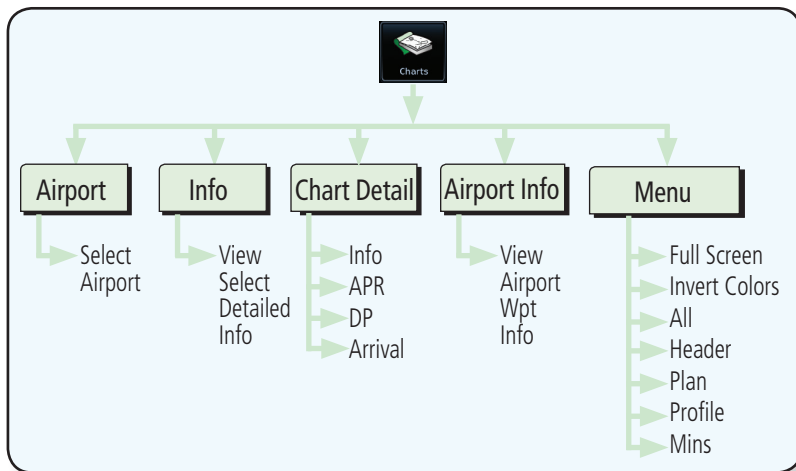 Charts
Airport
Info
Chart Detail
Airport Info
Menu
Select
Airport
View
Select
Detailed
Info
Info
APR
DP
Arrival
View
Airport
Wpt
Info
Full Screen
Invert Colors
All
Header
Plan
Profile
Mins